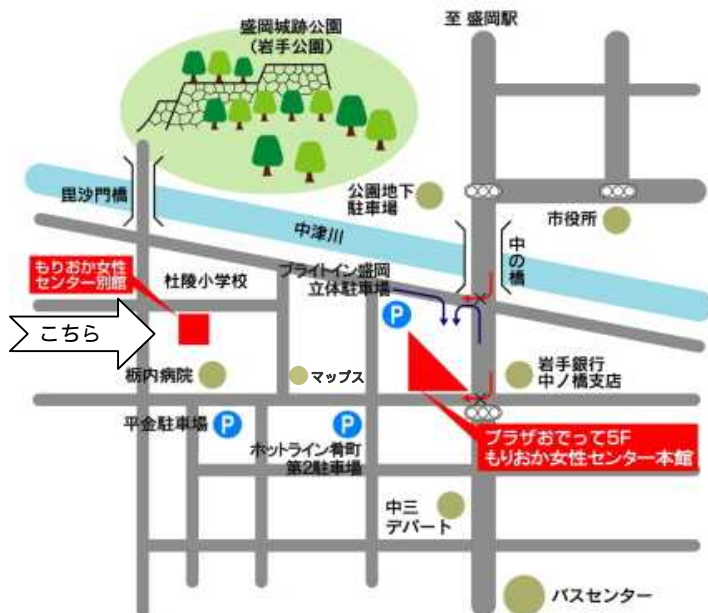 盛岡城跡公園
(岩手公園)
至 盛岡駅
毘沙門橋
公園地下
駐車場
市役所
中津川
中の橋
もりおか女性
センター別館
杜陵小学校
ブライトイン盛岡
立体駐車場
P
こちら
栃内病院
マップス
岩手銀行
中ノ橋支店
平金駐車場
P
ホットライン肴町
第2駐車場
P
プラザおでって5F
もりおか女性センター本館
中三
デパート
バスセンター